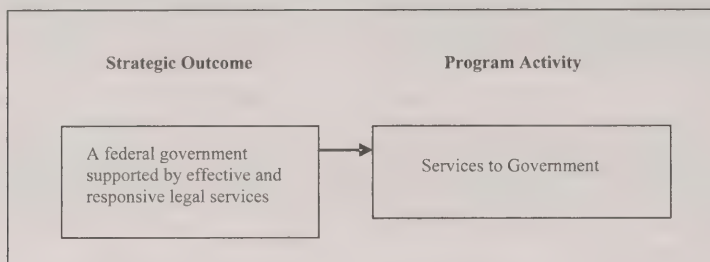 Strategic Outcome
Program Activity
A federal government
supported by effective and
responsive legal services
Services to Government